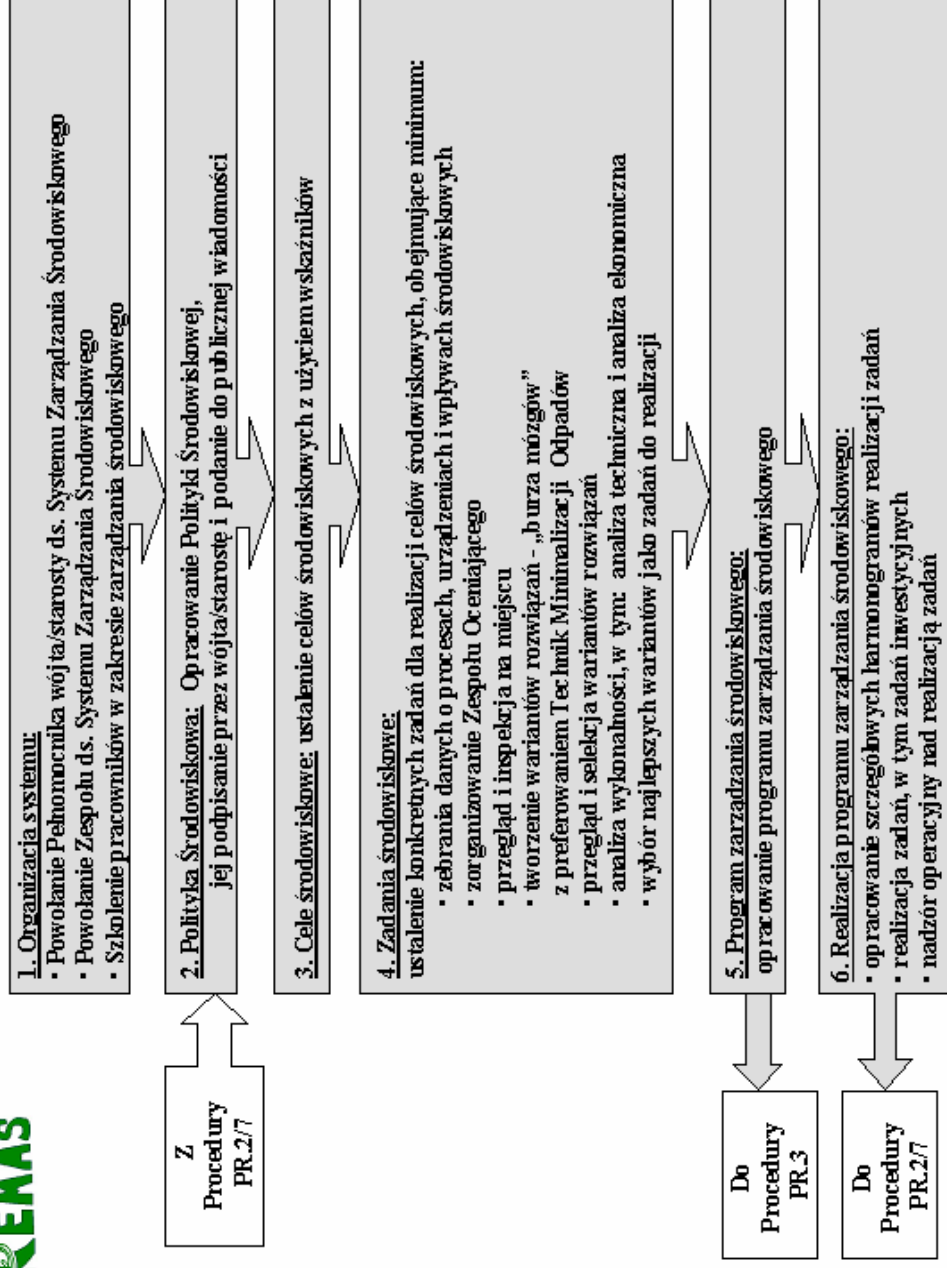 EMAS
1. Organizacja systemu:
• Powołanie Pełnomocnika wójta/starosty ds. Systemu Zarządzania Środowiskowego
• Powołanie Zespołu ds. Systemu Zarządzania Środowiskowego
• Szkolenie pracowników w zakresie zarządzania środowiskowego
Z
Procedury
PR.2/7
2. Polityka Środowiskowa: Opracowanie Polityki Środowiskowej,
jej podpisanie przez wójta/starostę i podanie do publicznej wiadomości
3. Cele środowiskowe: ustalenie celów środowiskowych z użyciem wskaźników
4. Zadania środowiskowe:
ustalenie konkretnych zadań dla realizacji celów środowiskowych, obejmujące minimum:
• zebrania danych o procesach, urządzeniach i wpływach środowiskowych
• zorganizowanie Zespołu Oceniającego
• przegląd i inspekcja na miejscu
• tworzenie wariantów rozwiązań - „burza mózgów”
z preferowaniem Technik Minimalizacji Odpadów
• przegląd i selekcja wariantów rozwiązań
• analiza wykonalności, w tym: analiza techniczna i analiza ekonomiczna
• wybór najlepszych wariantów jako zadań do realizacji
Do
Procedury
PR.3
5. Program zarządzania środowiskowego:
opracowanie programu zarządzania środowiskowego
Do
Procedury
PR.2/7
6. Realizacja programu zarządzania środowiskowego:
• opracowanie szczegółowych harmonogramów realizacji zadań
• realizacja zadań, w tym zadań inwestycyjnych
• nadzór operacyjny nad realizacją zadań